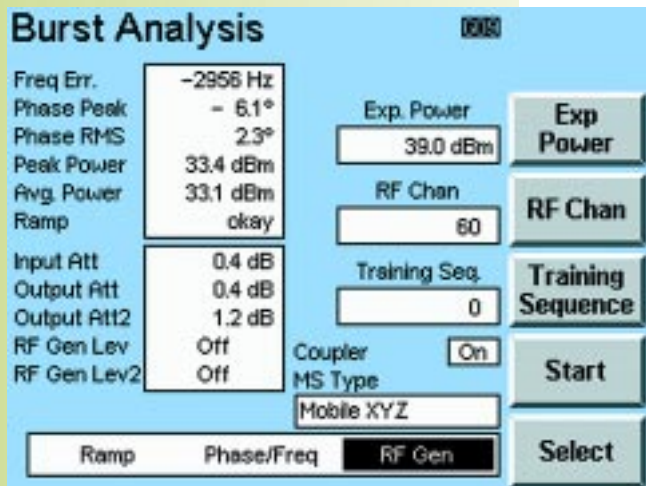 Burst Analysis
Freq Err. -2956 Hz
Phase Peak - 6.1°
Phase RMS 2.3°
Peak Power 33.4 dBm
Avg. Power 33.1 dBm
Ramp okay
Input Att 0.4 dB
Output Att 0.4 dB
Output Att2 1.2 dB
RF Gen Lev Off
RF Gen Lev2 Off
Exp. Power
39.0 dBm
RF Chan
60
Training Seq.
0
Coupler On
MS Type
Mobile XYZ
Ramp Phase/Freq RF Gen
Exp
Power
RF Chan
Training
Sequence
Start
Select